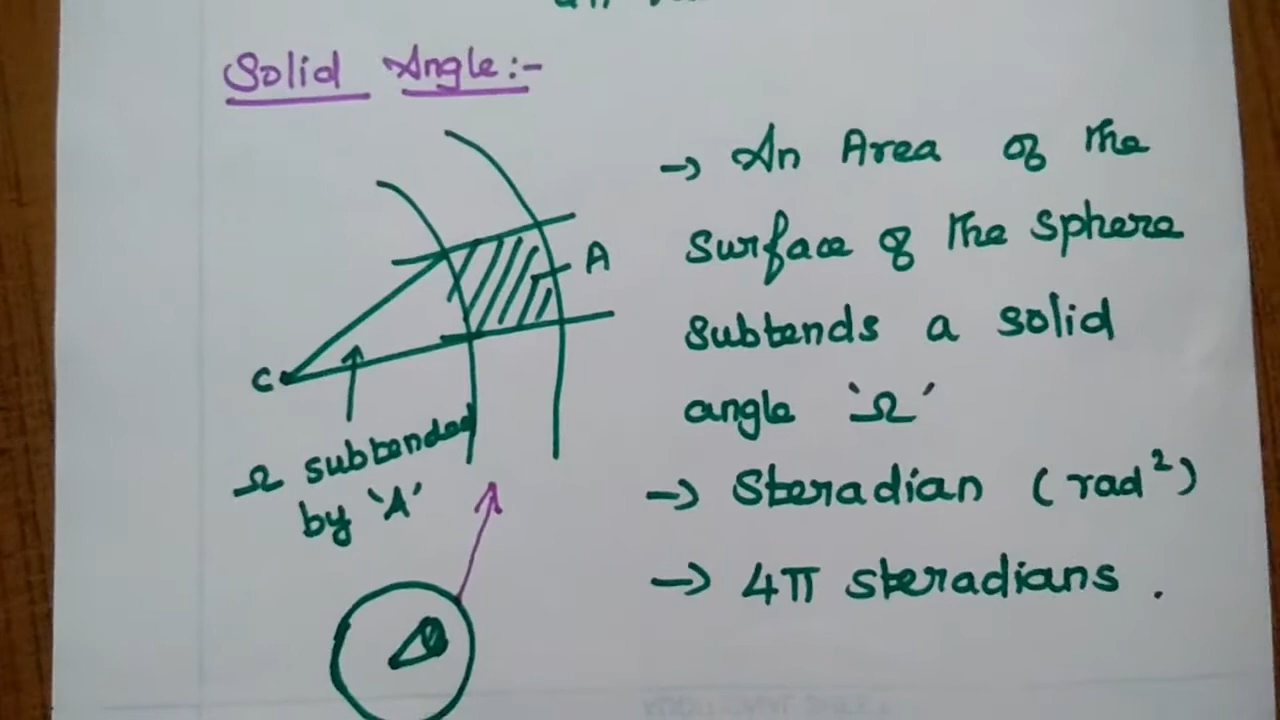 Solid Angle:-
→ An Area of the
surface of the sphere
subtends a solid
angle 'Ω'
→ Steradian (rad²)
→ 4π steradians.
A
C
Ω subtended
by 'A'